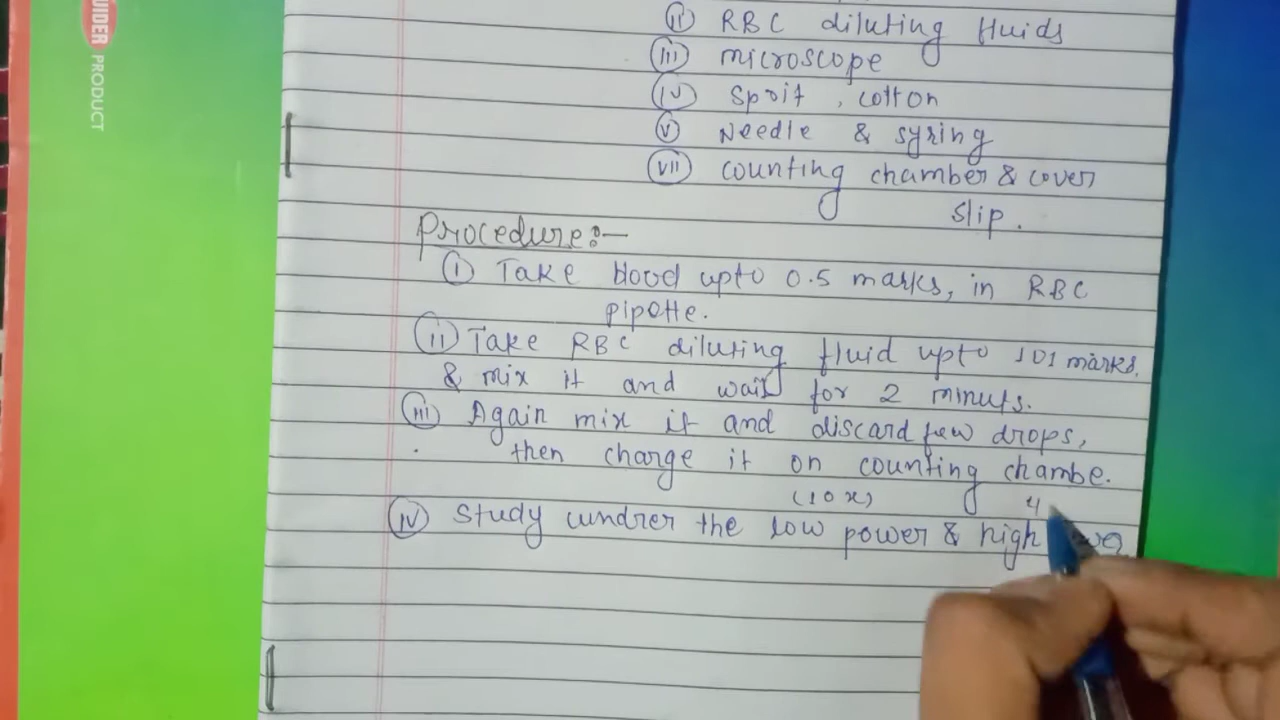 UIDER PRODUCT
(ii) RBC diluting fluids
(iii) microscope
(iv) Sprit, cotton
(v) Needle & syring
(vii) counting chamber & cover
slip.
Procedure:-
(i) Take blood upto 0.5 marks, in RBC
pipette.
(ii) Take RBC diluting fluid upto 101 marks.
& mix it and wait for 2 minuts.
(iii) Again mix it and discard few drops,
then charge it on counting chambe.
(10x) 4
(iv) Study undrer the low power & high